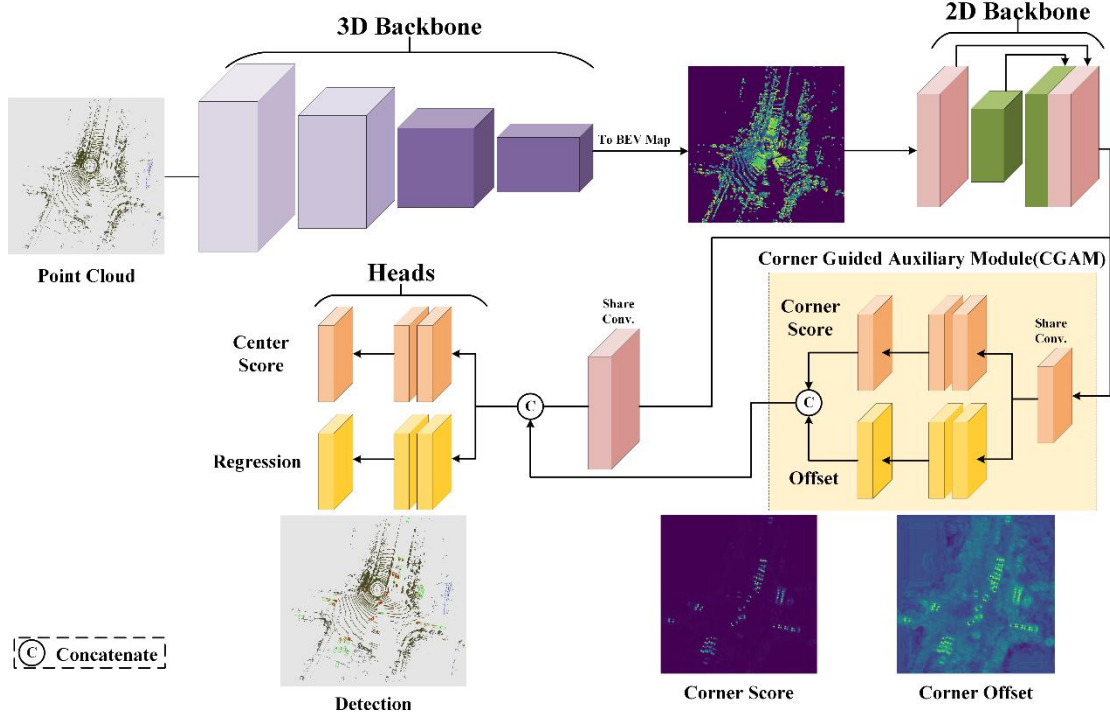 3D Backbone
2D Backbone
To BEV Map
Point Cloud
Corner Guided Auxiliary Module(CGAM)
Heads
Share
Conv.
Corner
Score
Share
Conv.
Center
Score
C
C
Regression
Offset
C Concatenate
Detection
Corner Score
Corner Offset